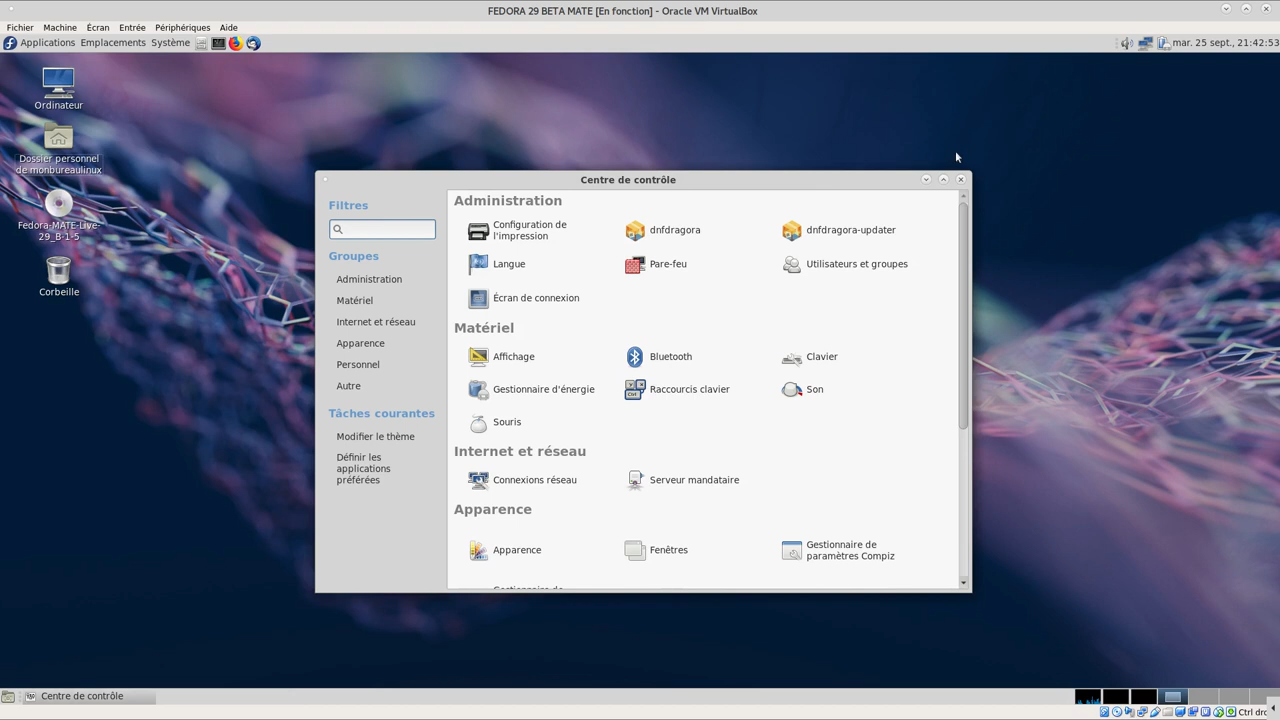 FEDORA 29 BETA MATE [En fonction] - Oracle VM VirtualBox
Fichier Machine Écran Entrée Périphériques Aide
Applications Emplacements Système
mar. 25 sept., 21:42:53
Ordinateur
Dossier personnel
de monbureaulinux
Fedora-MATE-Live-
29_B-1-5
Corbeille
Centre de contrôle
Filtres
Groupes
Administration
Matériel
Internet et réseau
Apparence
Personnel
Autre
Tâches courantes
Modifier le thème
Définir les
applications
préférées
Administration
Configuration de
l'impression
dnfdragora
dnfdragora-updater
Langue
Pare-feu
Utilisateurs et groupes
Écran de connexion
Matériel
Affichage
Bluetooth
Clavier
Gestionnaire d'énergie
Raccourcis clavier
Son
Souris
Internet et réseau
Connexions réseau
Serveur mandataire
Apparence
Apparence
Fenêtres
Gestionnaire de
paramètres Compiz
Gestionnaire de
Centre de contrôle
Ctrl